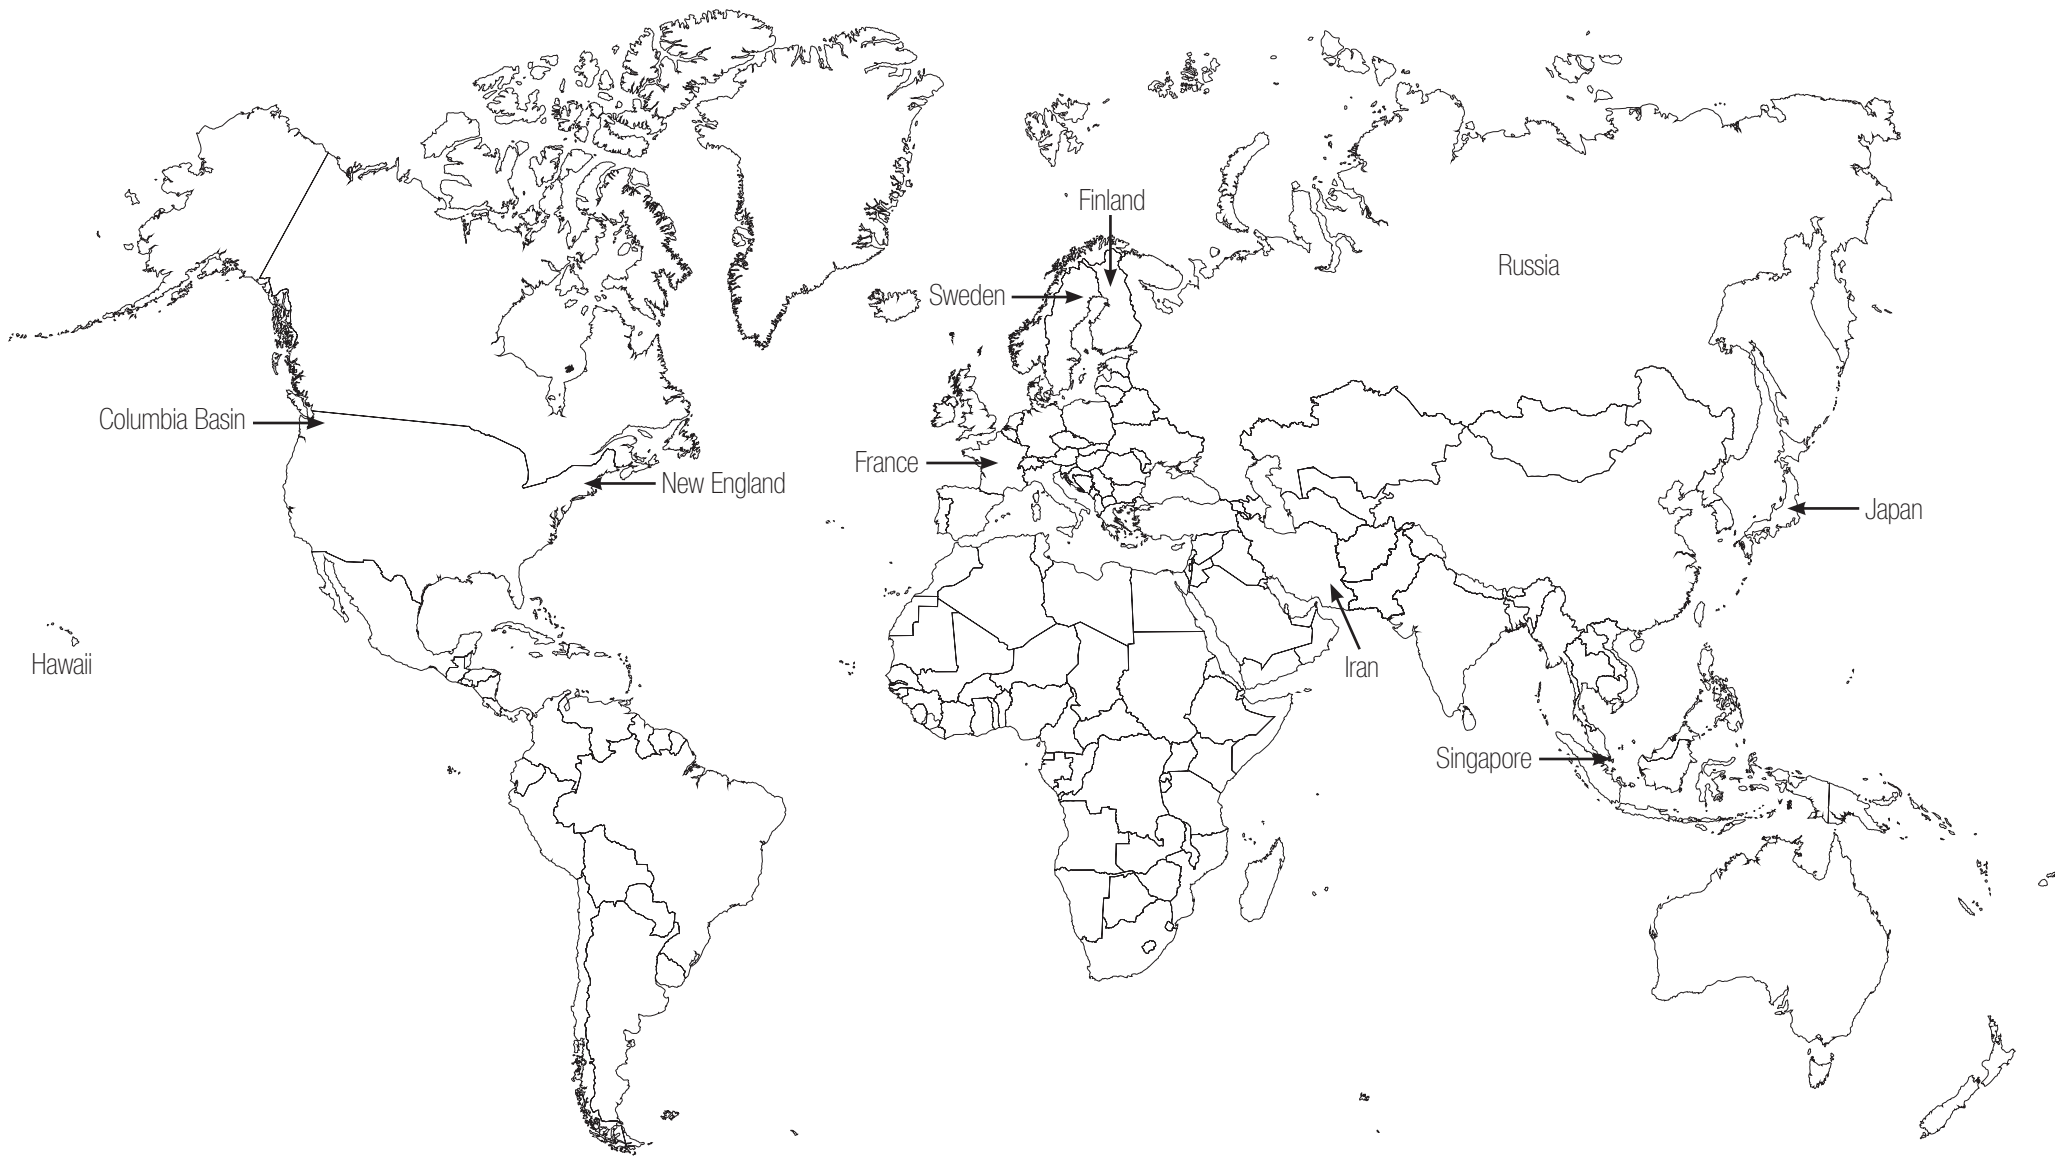 Finland
Russia
Sweden
Columbia Basin
France
New England
Japan
Hawaii
Iran
Singapore